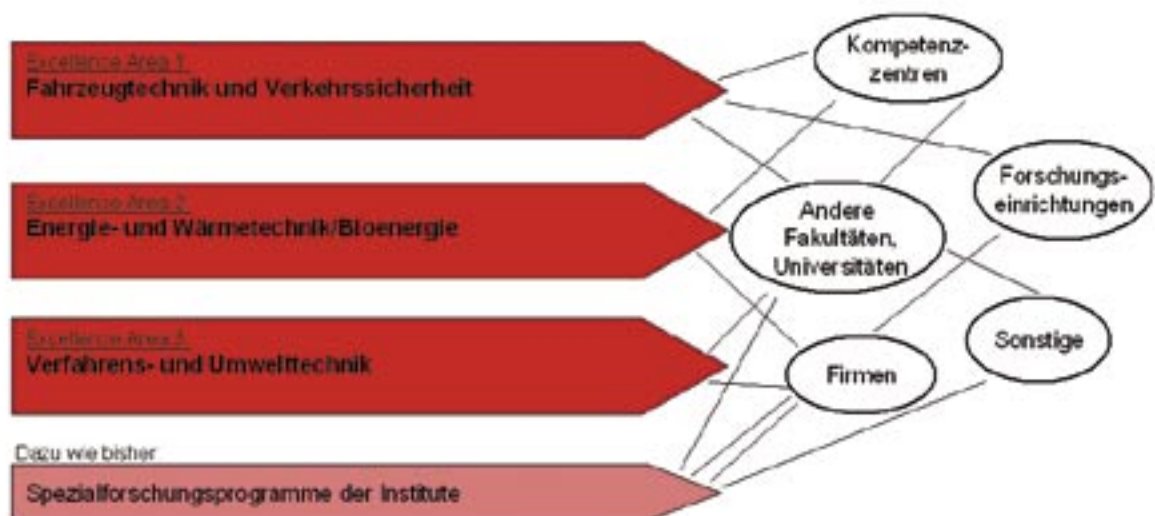 Excellence Area 1:
Fahrzeugtechnik und Verkehrssicherheit
Excellence Area 2:
Energie- und Wärmetechnik/Bioenergie
Excellence Area 3:
Verfahrens- und Umwelttechnik
Dazu wie bisher
Spezialforschungsprogramme der Institute
Kompetenz-
zentren
Forschungs-
einrichtungen
Andere
Fakultäten,
Universitäten
Sonstige
Firmen